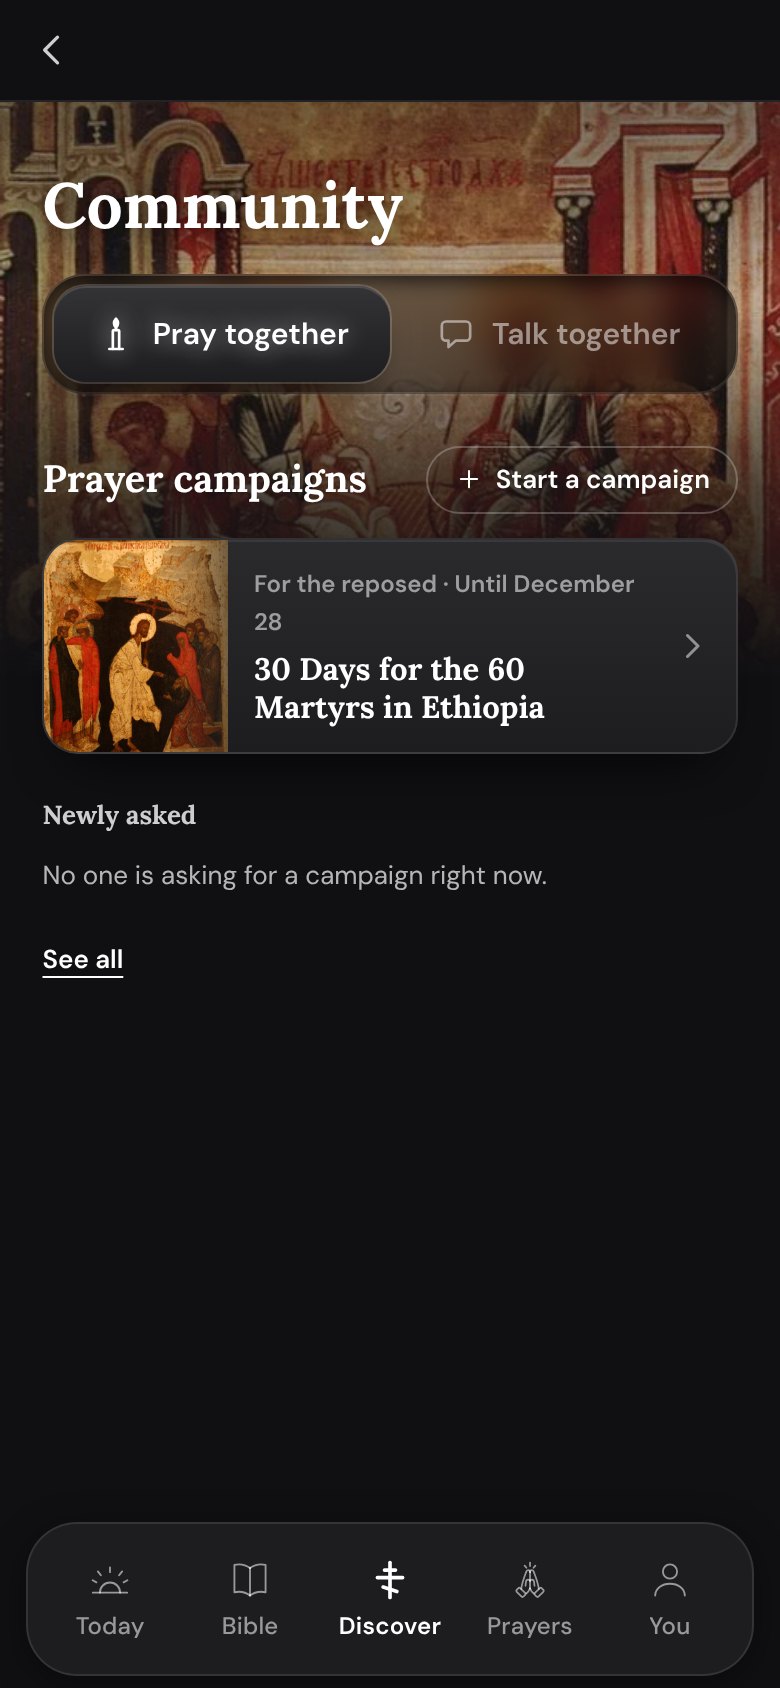 Community
Pray together
Talk together
Prayer campaigns
Start a campaign
For the reposed · Until December
28
30 Days for the 60
Martyrs in Ethiopia
Newly asked
No one is asking for a campaign right now.
See all
Today
Bible
Discover
Prayers
You